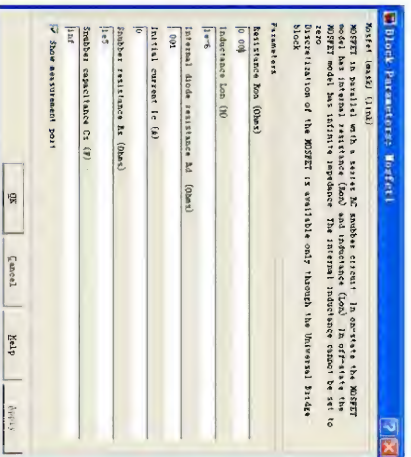 Block Parameters: Mosfet1
Mosfet (mask) (link)
MOSFET in parallel with a series RC snubber circuit. In on-state the MOSFET
model has internal resistance (Ron) and inductance (Lon). In off-state the
MOSFET model has infinite impedance. The internal inductance cannot be set to
zero
Discretization of the MOSFET is available only through the Universal Bridge
block
Parameters
Resistance Ron (Ohms)
0.001
Inductance Lon (H)
1e-6
Internal diode resistance Rd (Ohms)
.001
Initial current Ic (A)
0
Snubber resistance Rs (Ohms)
1e5
Snubber capacitance Cs (F)
inf
Show measurement port
OK
Cancel
Help
Apply